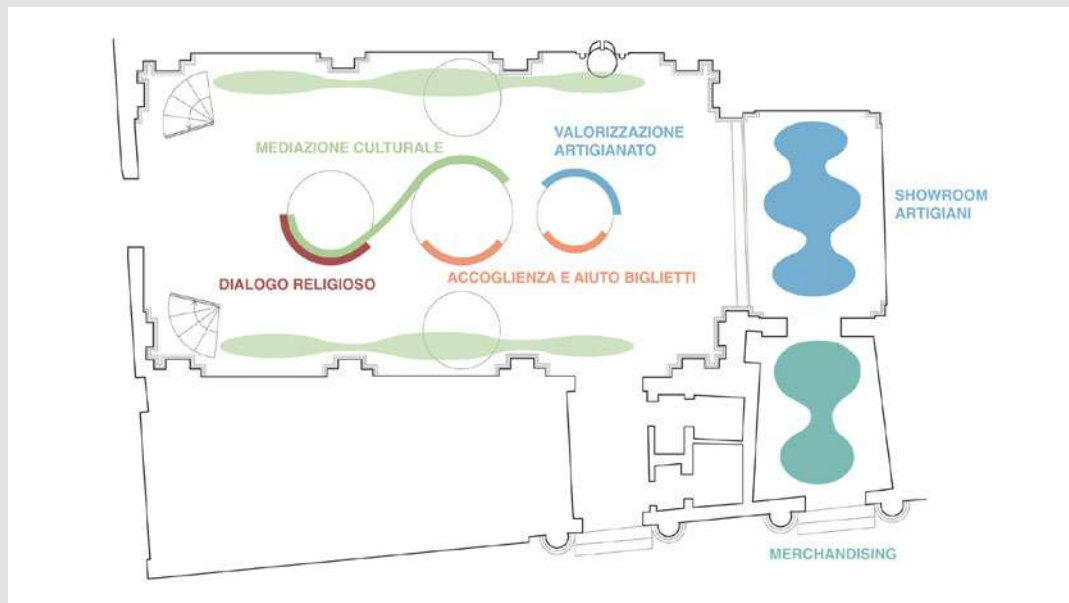 VALORIZZAZIONE
ARTIGIANATO
MEDIAZIONE CULTURALE
SHOWROOM
ARTIGIANI
DIALOGO RELIGIOSO
ACCOGLIENZA E AIUTO BIGLIETTI
MERCHANDISING